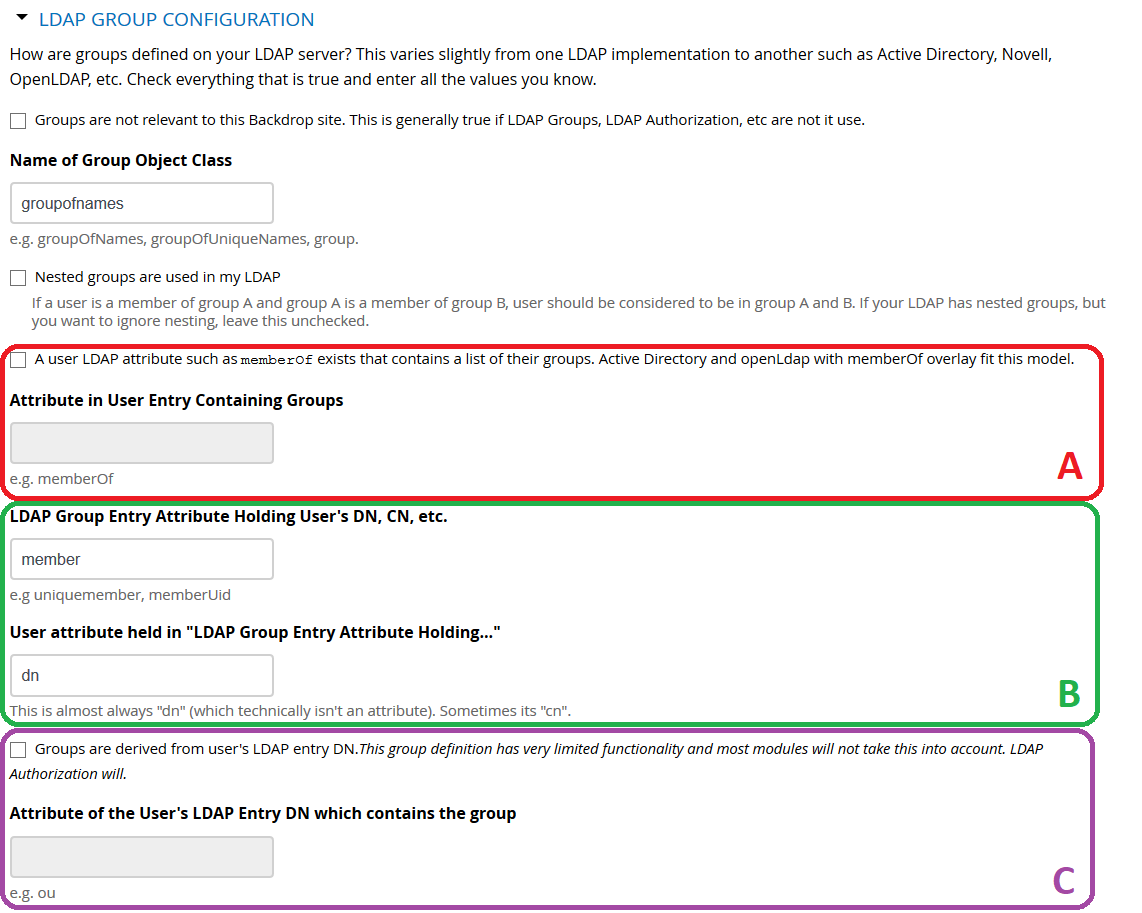 LDAP GROUP CONFIGURATION
How are groups defined on your LDAP server? This varies slightly from one LDAP implementation to another such as Active Directory, Novell,
OpenLDAP, etc. Check everything that is true and enter all the values you know.
Groups are not relevant to this Backdrop site. This is generally true if LDAP Groups, LDAP Authorization, etc are not it use.
Name of Group Object Class
groupofnames
e.g. groupOfNames, groupOfUniqueNames, group.
Nested groups are used in my LDAP
If a user is a member of group A and group A is a member of group B, user should be considered to be in group A and B. If your LDAP has nested groups, but
you want to ignore nesting, leave this unchecked.
A user LDAP attribute such as memberOf exists that contains a list of their groups. Active Directory and openLdap with memberOf overlay fit this model.
Attribute in User Entry Containing Groups
e.g. memberOf
A
LDAP Group Entry Attribute Holding User's DN, CN, etc.
member
e.g uniquemember, memberUid
User attribute held in "LDAP Group Entry Attribute Holding..."
dn
This is almost always "dn" (which technically isn't an attribute). Sometimes its "cn".
B
Groups are derived from user's LDAP entry DN.This group definition has very limited functionality and most modules will not take this into account. LDAP
Authorization will.
Attribute of the User's LDAP Entry DN which contains the group
e.g. ou
C